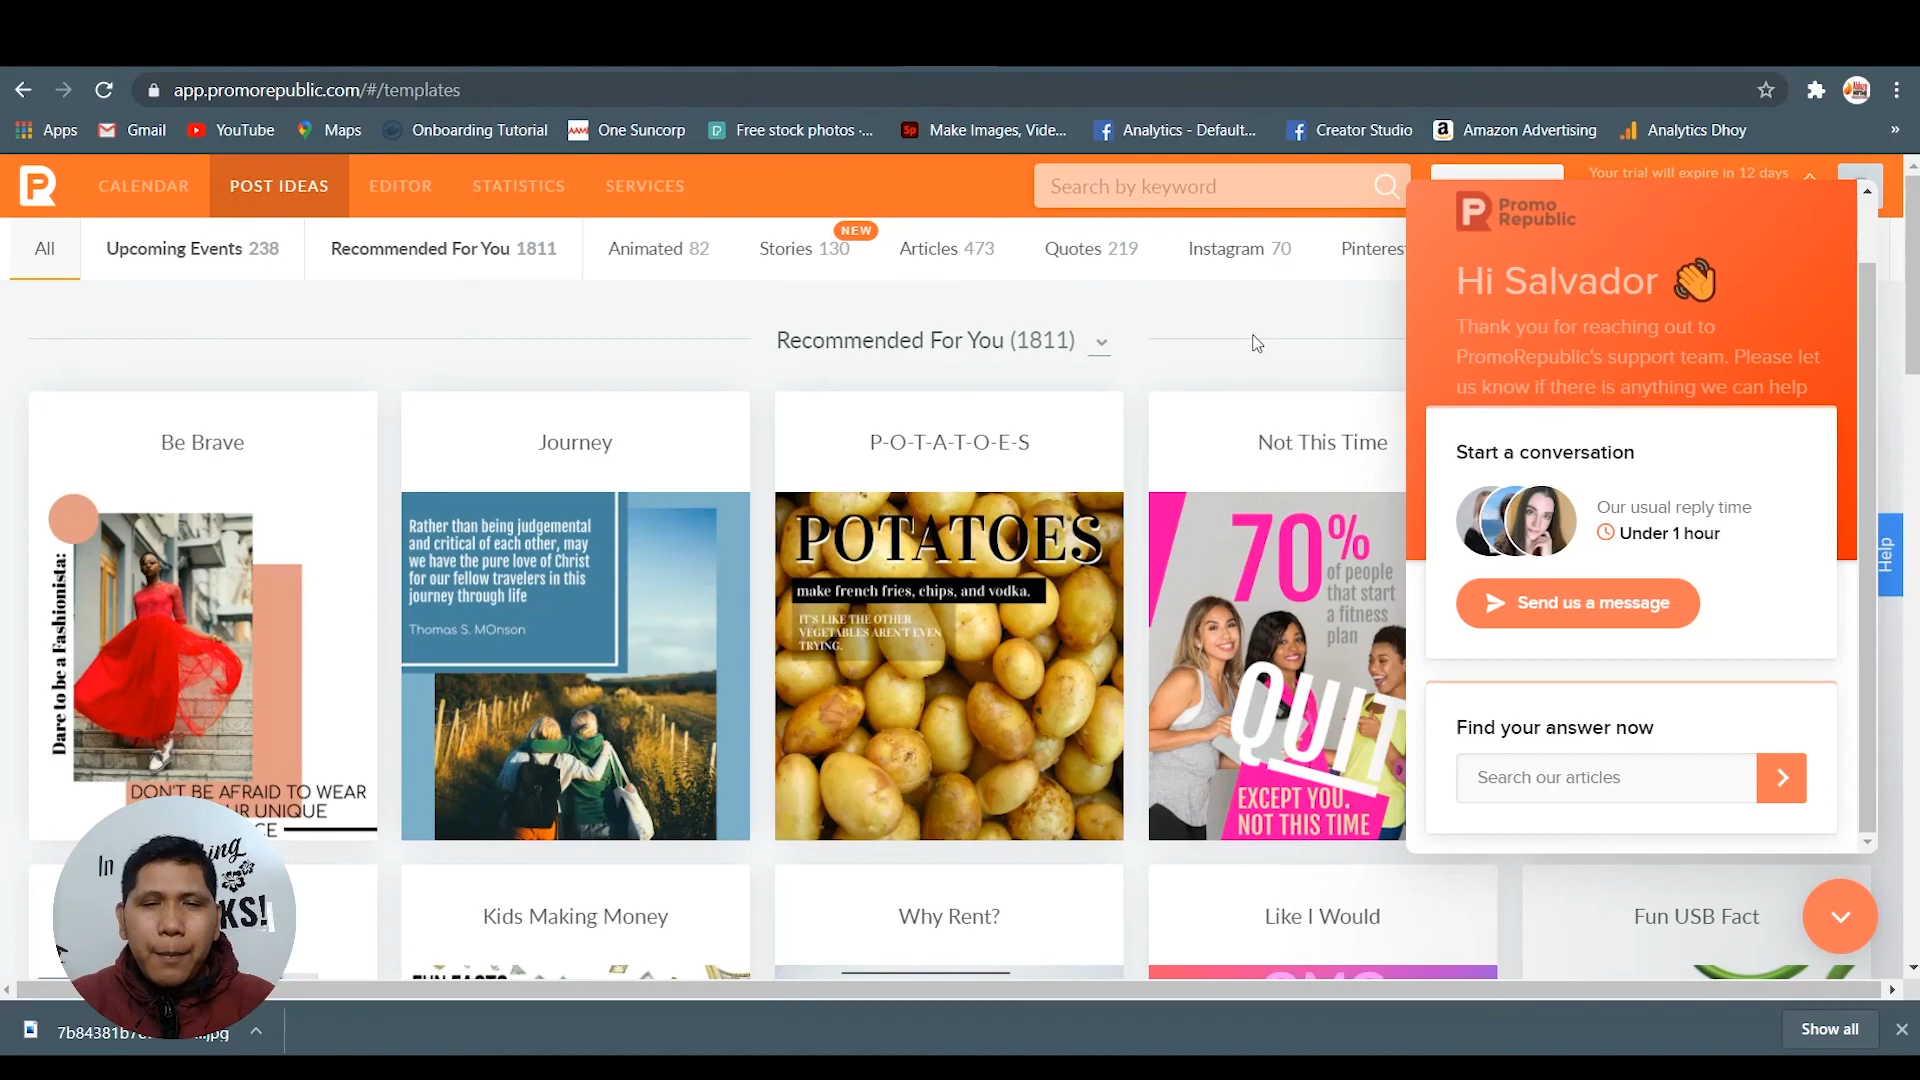 app.promorepublic.com/#/templates
Apps
Gmail
YouTube
Maps
Onboarding Tutorial
One Suncorp
Free stock photos ·...
Make Images, Vide...
Analytics - Default...
Creator Studio
Amazon Advertising
Analytics Dhoy
»
CALENDAR
POST IDEAS
EDITOR
STATISTICS
SERVICES
Search by keyword
Your trial will expire in 12 days
All
Upcoming Events 238
Recommended For You 1811
Animated 82
Stories 130
NEW
Articles 473
Quotes 219
Instagram 70
Pinteres
Promo
Republic
Hi Salvador
Thank you for reaching out to
PromoRepublic's support team. Please let
us know if there is anything we can help
Start a conversation
Our usual reply time
Under 1 hour
Send us a message
Find your answer now
Search our articles
Help
Recommended For You (1811)
Be Brave
Dare to be a Fashionista:
DON'T BE AFRAID TO WEAR
UR UNIQUE
CE
Journey
Rather than being judgemental
and critical of each other, may
we have the pure love of Christ
for our fellow travelers in this
journey through life
Thomas S. MOnson
P-O-T-A-T-O-E-S
POTATOES
make french fries, chips, and vodka.
IT'S LIKE THE OTHER
VEGETABLES AREN'T EVEN
TRYING.
Not This Time
70%
of people
that start
a fitness
plan
QUIT
EXCEPT YOU.
NOT THIS TIME
Kids Making Money
FUN FACTS
Why Rent?
Like I Would
OMG
Fun USB Fact
In
KS!
Show all